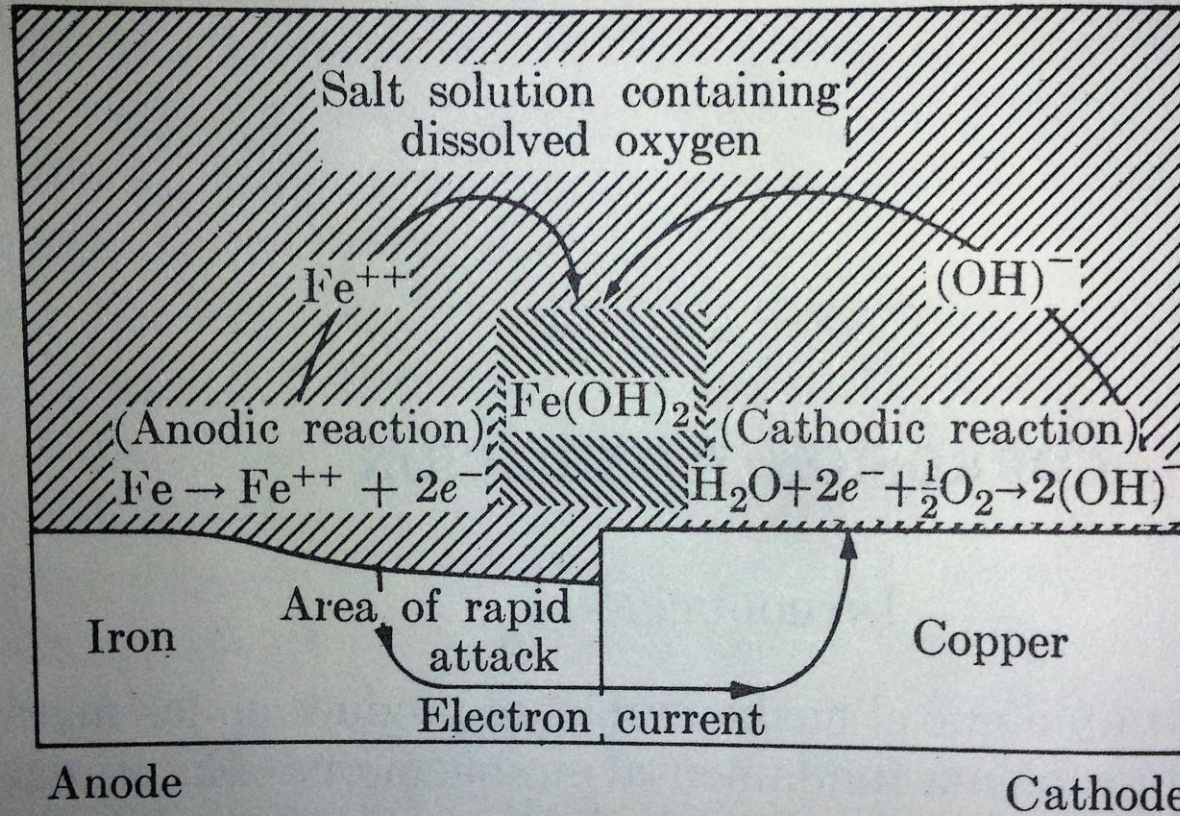 Salt solution containing
dissolved oxygen
Fe⁺⁺
(OH)⁻
Fe(OH)₂
(Anodic reaction)
Fe → Fe⁺⁺ + 2e⁻
(Cathodic reaction)
H₂O+2e⁻+½O₂→2(OH)⁻
Area of rapid
attack
Iron
Copper
Electron current
Anode
Cathode